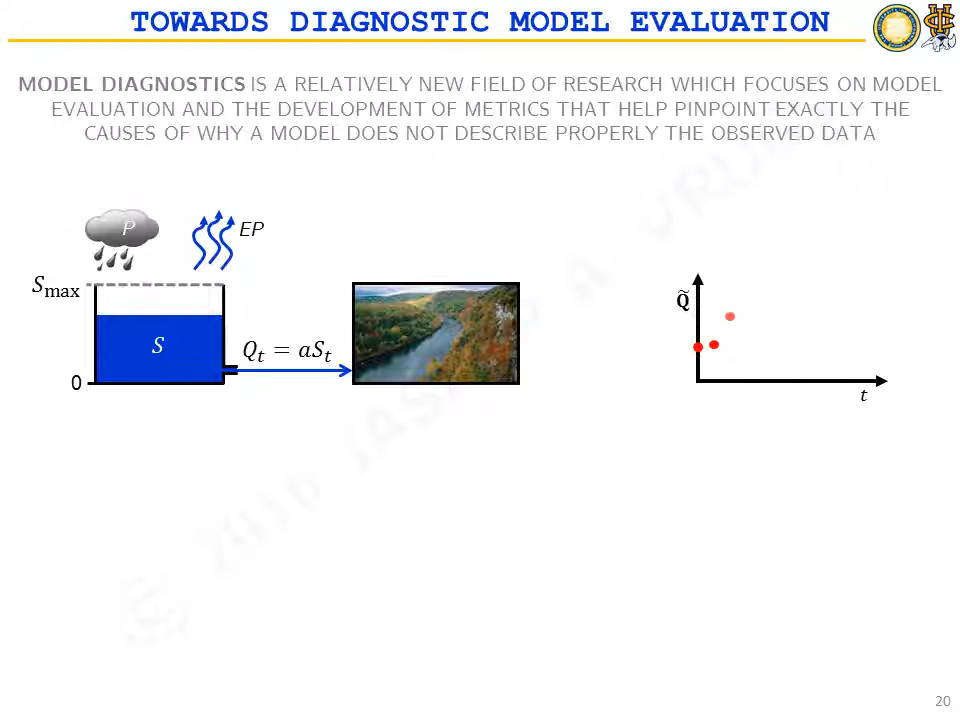 TOWARDS DIAGNOSTIC MODEL EVALUATION
MODEL DIAGNOSTICS IS A RELATIVELY NEW FIELD OF RESEARCH WHICH FOCUSES ON MODEL
EVALUATION AND THE DEVELOPMENT OF METRICS THAT HELP PINPOINT EXACTLY THE
CAUSES OF WHY A MODEL DOES NOT DESCRIBE PROPERLY THE OBSERVED DATA
P
EP
S_max
S
Q_t = aS_t
0
Q̃
t
20